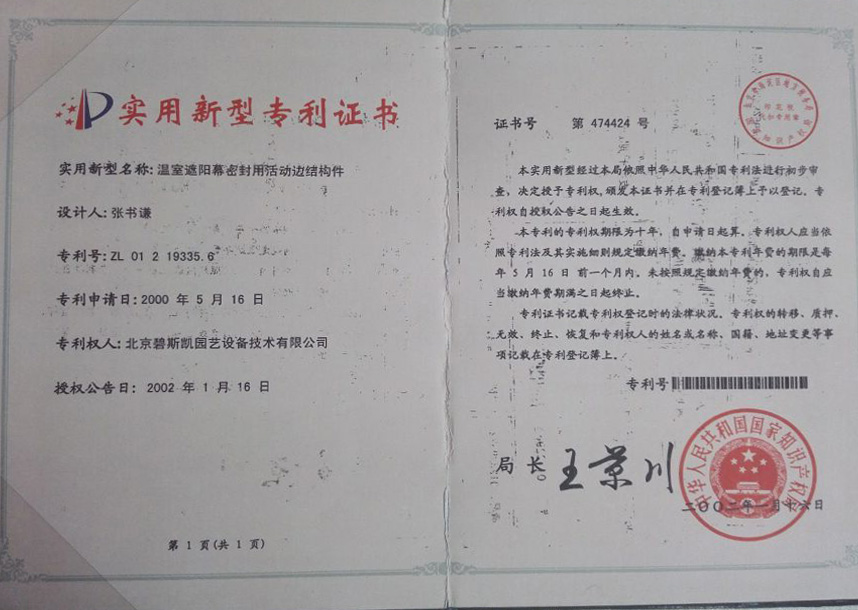 实用新型专利证书
实用新型名称:温室遮阳幕密封用活动边结构件
设计人:张书谦
专利号:ZL 01 2 19335.6
专利申请日:2000 年 5 月 16 日
专利权人:北京碧斯凯园艺设备技术有限公司
授权公告日: 2002 年 1 月 16 日
第 1 页(共 1 页)
证书号 第 474424 号
本实用新型经过本局依照中华人民共和国专利法进行初步审
查,决定授予专利权,颁发本证书并在专利登记簿上予以登记。专
利权自授权公告之日起生效。
本专利的专利权期限为十年,自申请日起算。专利权人应当依
照专利法及其实施细则规定缴纳年费。缴纳本专利年费的期限是每
年 5 月 16 日 前一个月内。未按照规定缴纳年费的,专利权自应
当缴纳年费期满之日起终止。
专利证书记载专利权登记时的法律状况。专利权的转移、质押、
无效、终止、恢复和专利权人的姓名或名称、国籍、地址变更等事
项记载在专利登记簿上。
专利号
局长 王景川
中华人民共和国国家知识产权局
二〇〇二年一月十六日